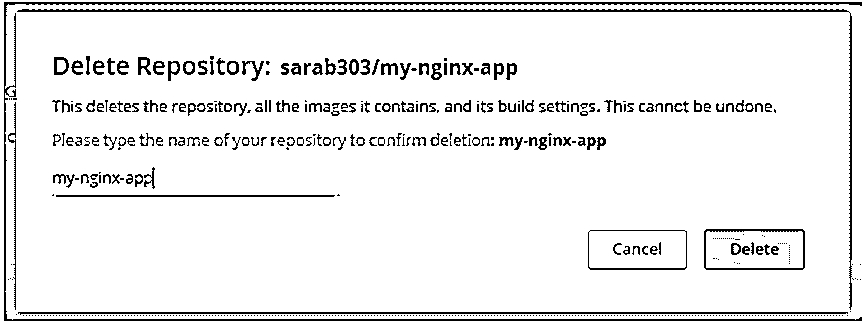 Delete Repository: sarab303/my-nginx-app
This deletes the repository, all the images it contains, and its build settings. This cannot be undone.
Please type the name of your repository to confirm deletion: my-nginx-app
my-nginx-app
Cancel Delete